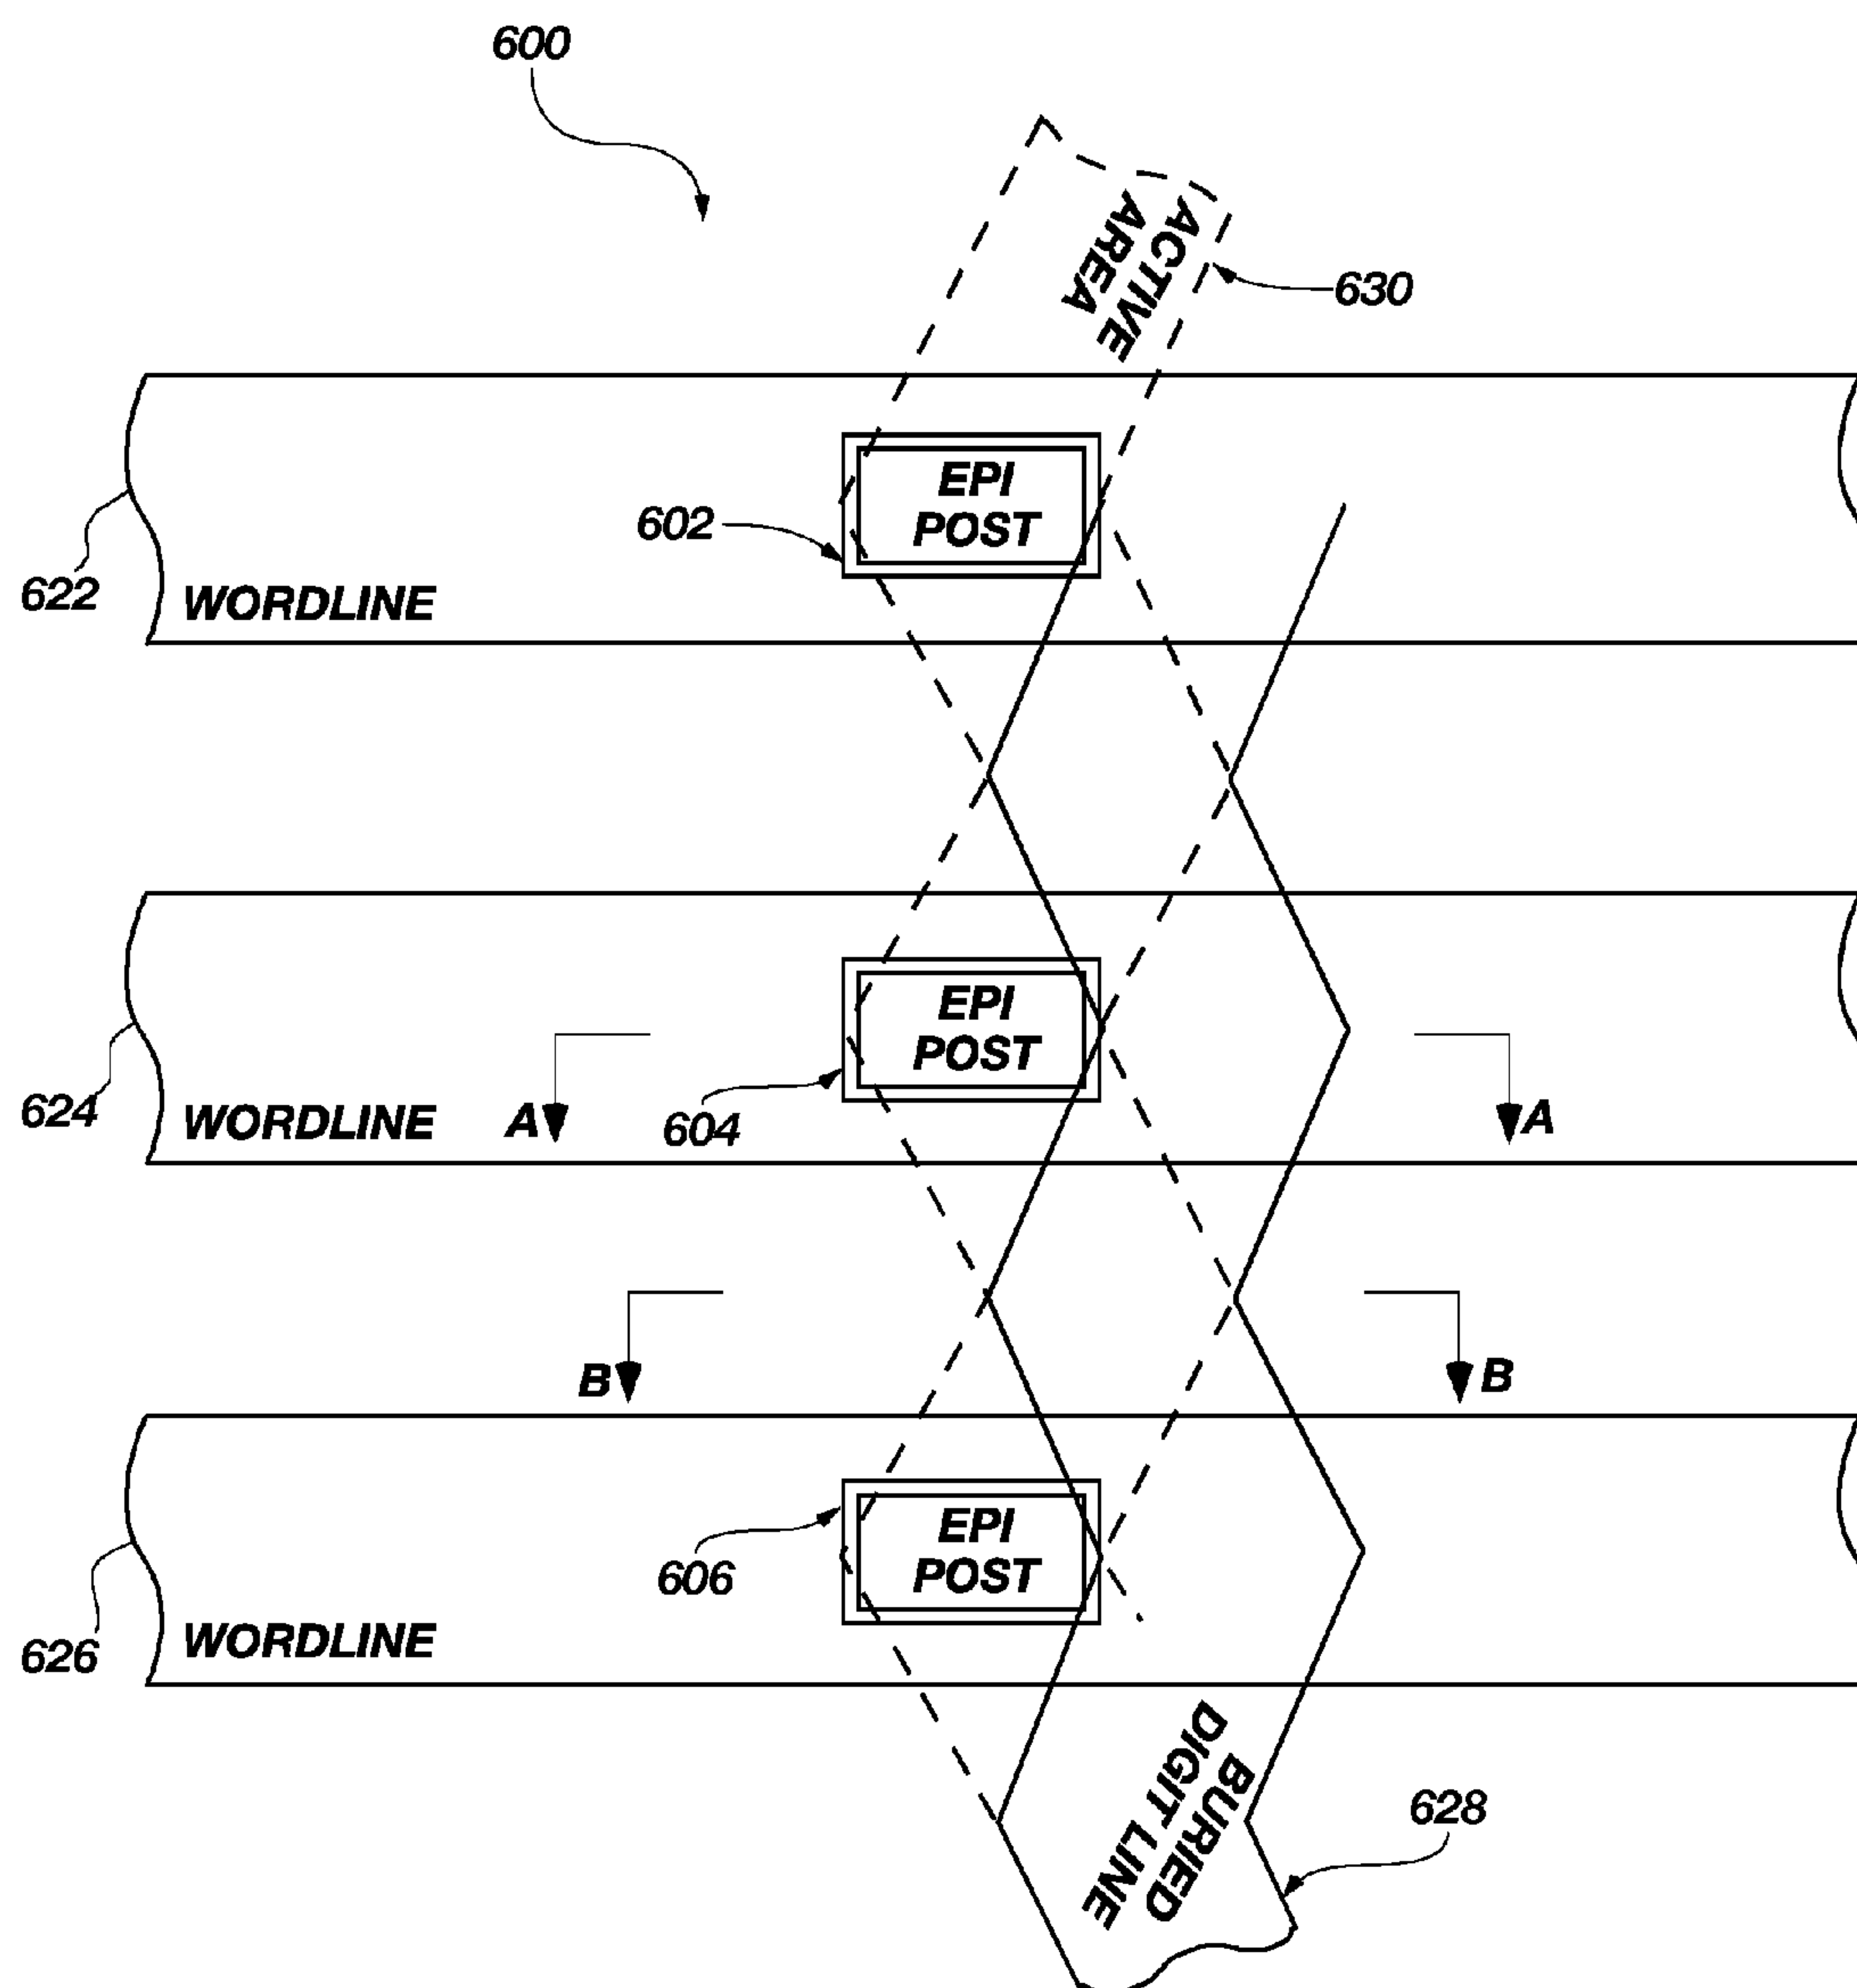 600
ACTIVE
AREA
630
EPI
POST
602
622
WORDLINE
EPI
POST
624
WORDLINE
A
604
A
B
B
EPI
POST
606
626
WORDLINE
BURIED
DIGIT LINE
628